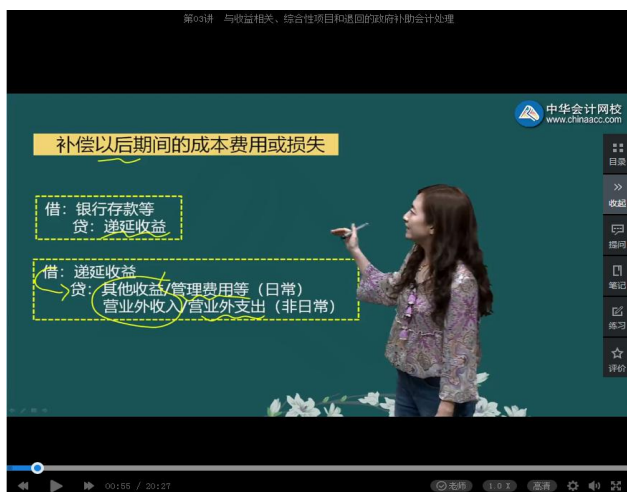 第03讲 与收益相关、综合性项目和退回的政府补助会计处理
中华会计网校
www.chinaacc.com
补偿以后期间的成本费用或损失
借：银行存款等
贷：递延收益
借：递延收益
贷：其他收益/管理费用等（日常）
营业外收入/营业外支出（非日常）
目录
收起
提问
笔记
练习
评价
00:55 / 20:27
老师
1.0 X
高清